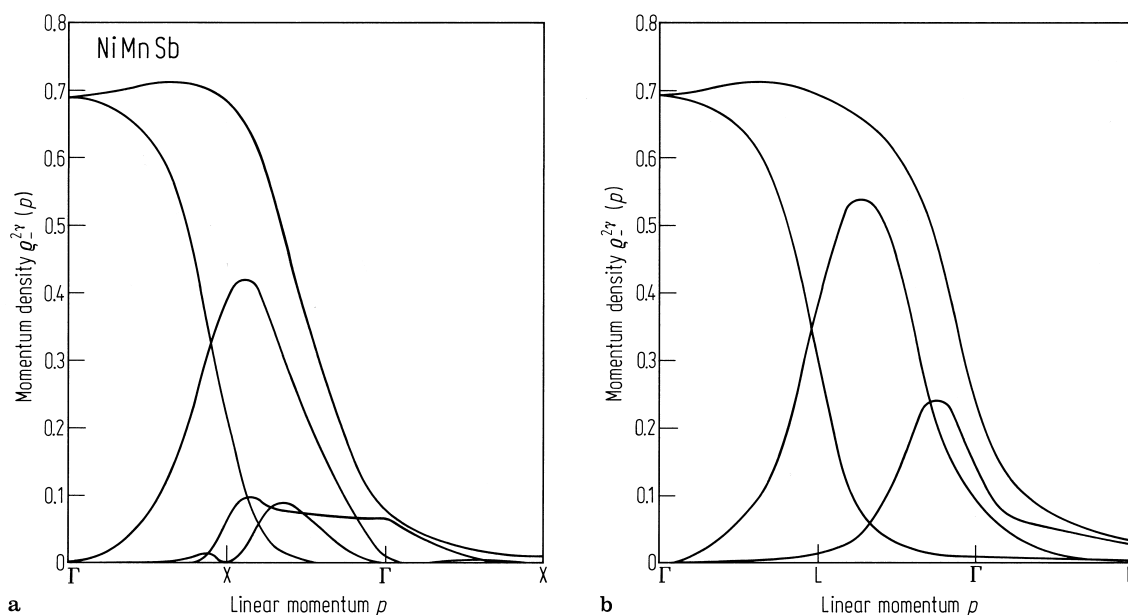 NiMnSb
0.8
0.7
0.6
0.5
0.4
0.3
0.2
0.1
0
Momentum density ϱ₋²ᵞ (p)
Γ X Γ X
Linear momentum p
a
0.8
0.7
0.6
0.5
0.4
0.3
0.2
0.1
0
Momentum density ϱ₋²ᵞ (p)
Γ L Γ
Linear momentum p
b